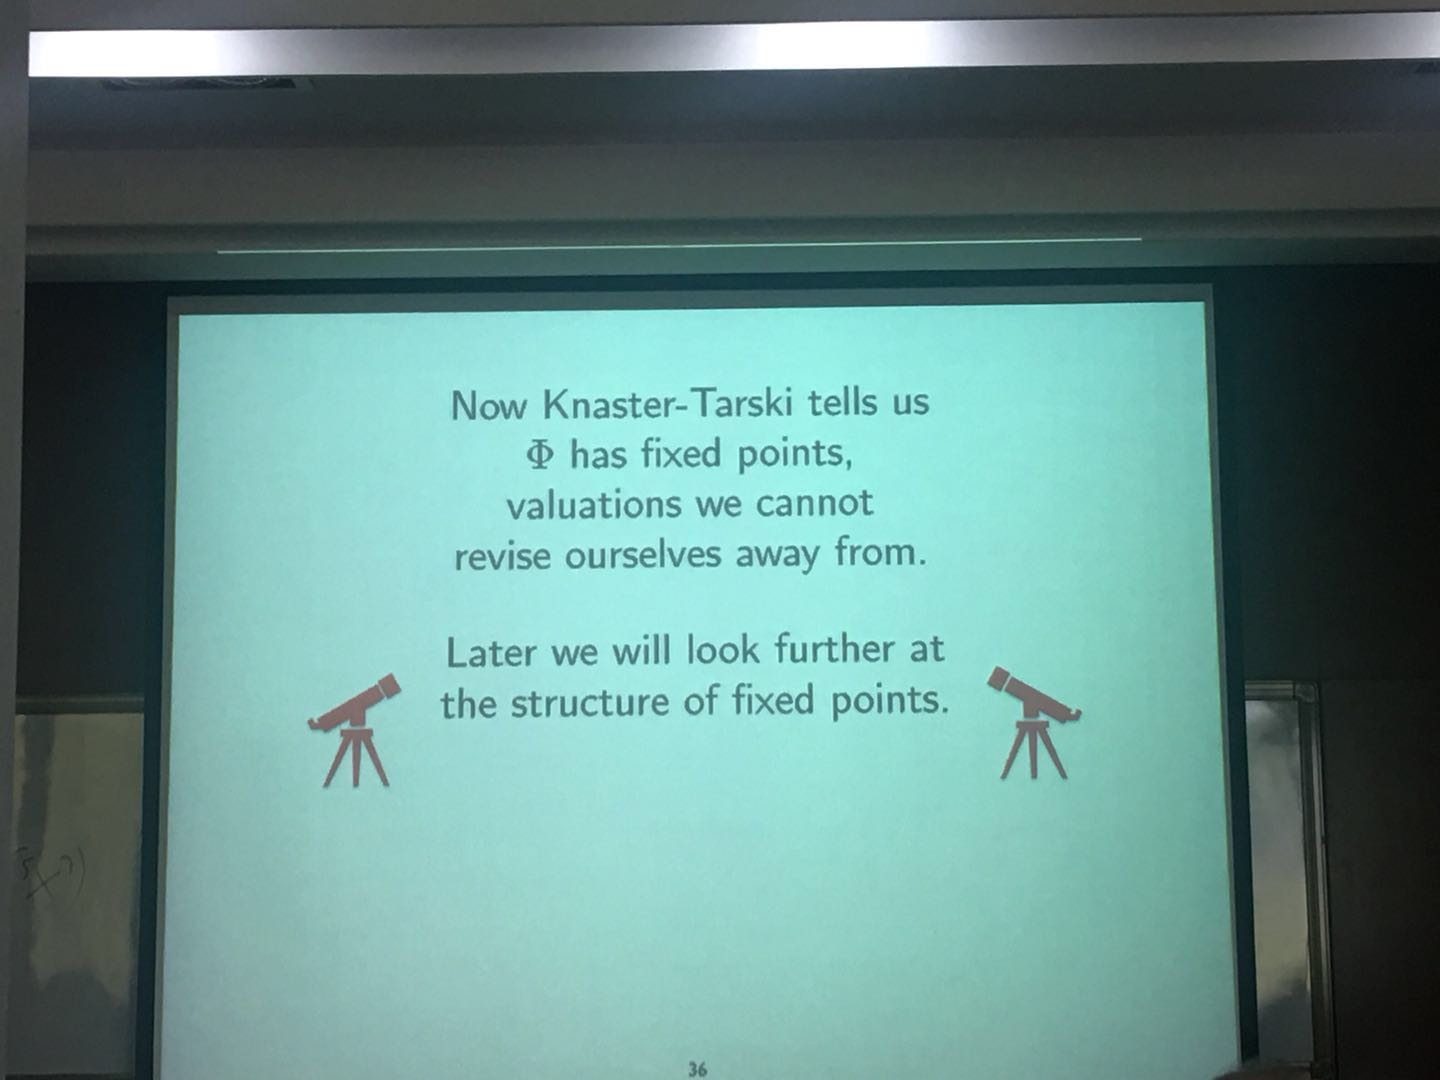 Now Knaster-Tarski tells us
Φ has fixed points,
valuations we cannot
revise ourselves away from.
Later we will look further at
the structure of fixed points.
36